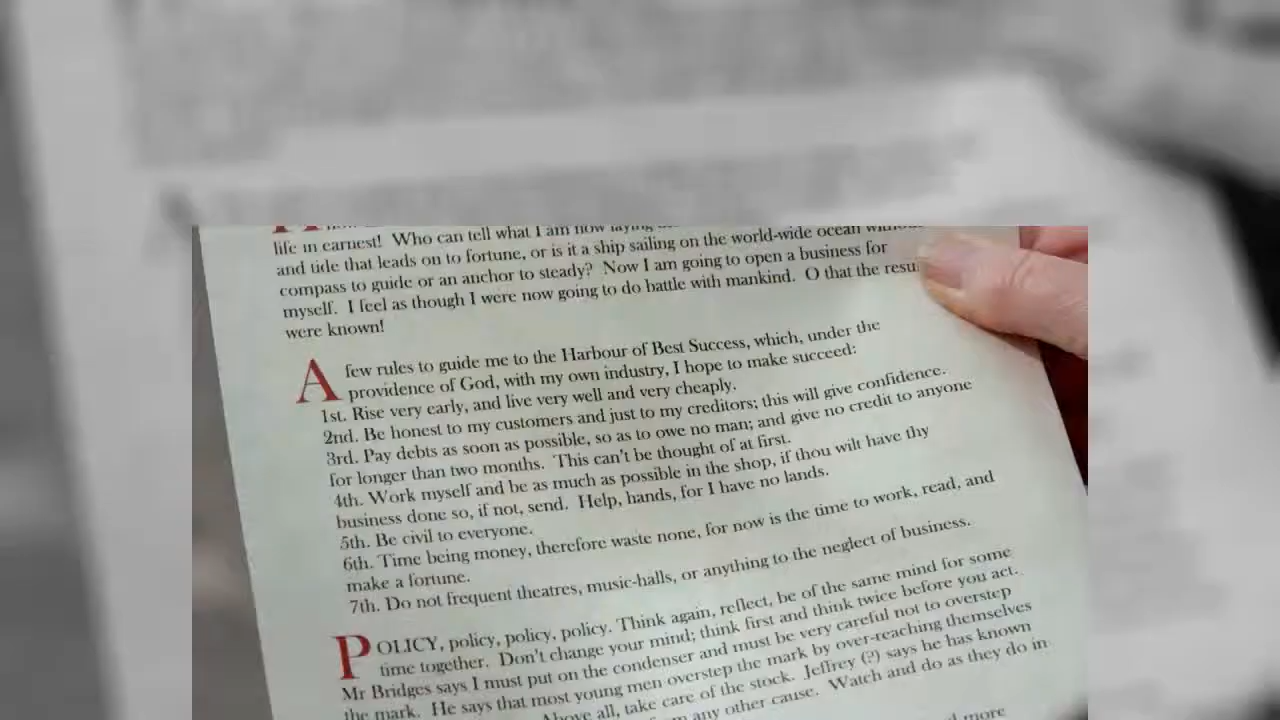 life in earnest! Who can tell what I am now laying
and tide that leads on to fortune, or is it a ship sailing on the world-wide ocean without
compass to guide or an anchor to steady? Now I am going to open a business for
myself. I feel as though I were now going to do battle with mankind. O that the resu
were known!
A few rules to guide me to the Harbour of Best Success, which, under the
providence of God, with my own industry, I hope to make succeed:
1st. Rise very early, and live very well and very cheaply.
2nd. Be honest to my customers and just to my creditors; this will give confidence.
3rd. Pay debts as soon as possible, so as to owe no man; and give no credit to anyone
for longer than two months. This can't be thought of at first.
4th. Work myself and be as much as possible in the shop, if thou wilt have thy
business done so, if not, send. Help, hands, for I have no lands.
5th. Be civil to everyone.
6th. Time being money, therefore waste none, for now is the time to work, read, and
make a fortune.
7th. Do not frequent theatres, music-halls, or anything to the neglect of business.
POLICY, policy, policy, policy. Think again, reflect, be of the same mind for some
time together. Don't change your mind; think first and think twice before you act.
Mr Bridges says I must put on the condenser and must be very careful not to overstep
the mark. He says that most young men overstep the mark by over-reaching themselves
Above all, take care of the stock. Jeffrey (?) says he has known
any other cause. Watch and do as they do in
more